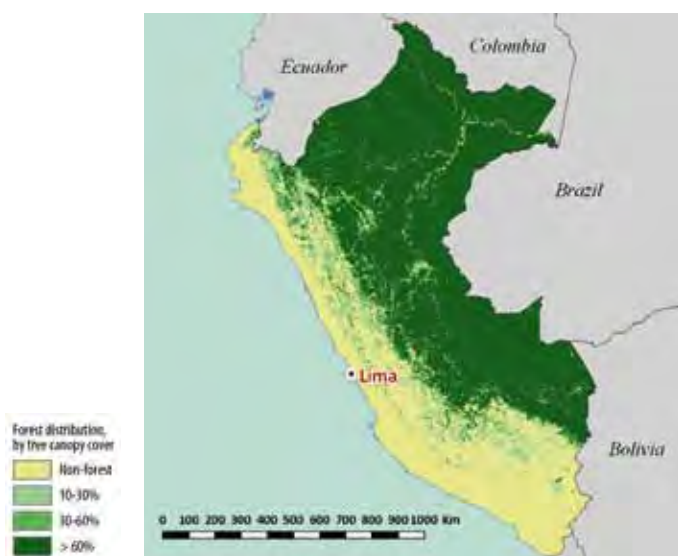 Colombia
Ecuador
Brazil
Lima
Bolivia
Forest distribution,
by tree canopy cover
Non-forest
10-30%
30-60%
> 60%
0 100 200 300 400 500 600 700 800 900 1000 Km